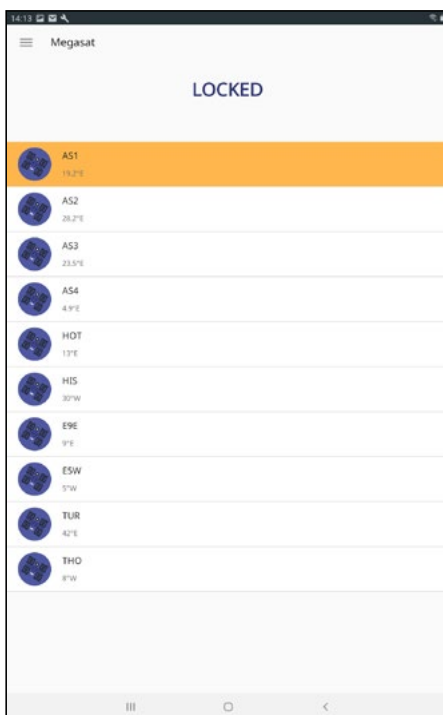 14:13
Megasat
LOCKED
AS1
19.2°E
AS2
28.2°E
AS3
23.5°E
AS4
4.9°E
HOT
13°E
HIS
30°W
E9E
9°E
E5W
5°W
TUR
42°E
THO
8°W